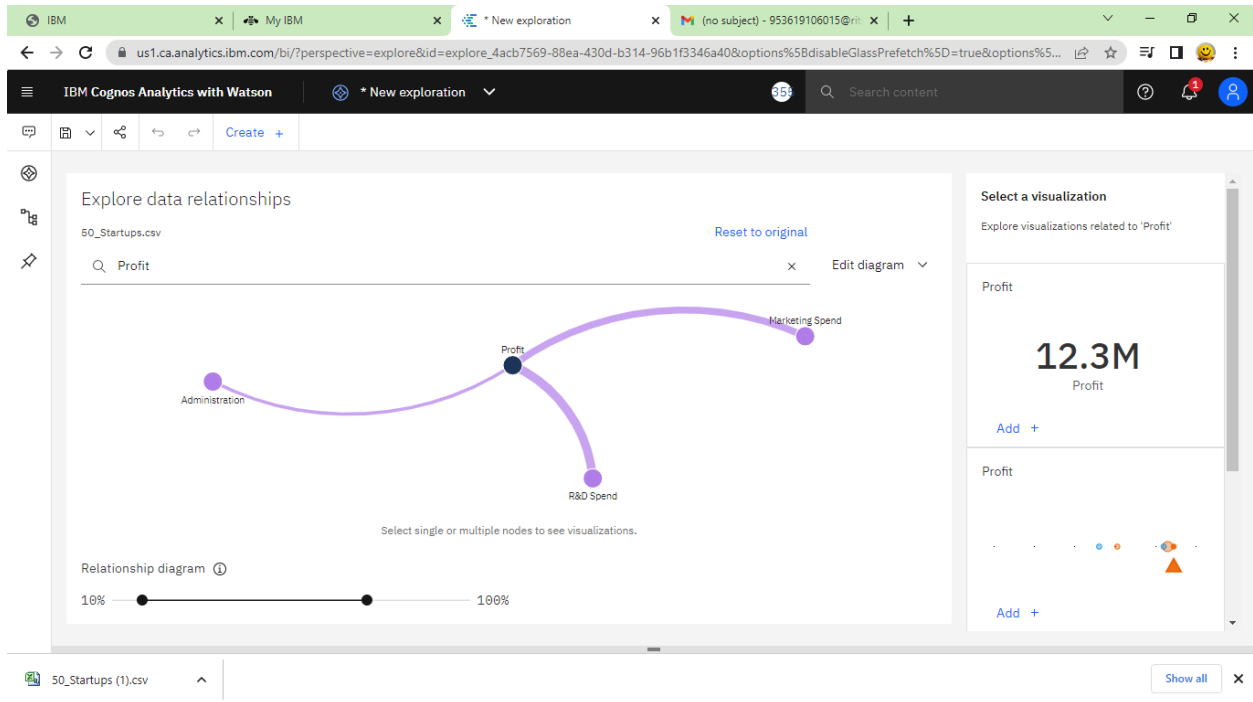 IBM
My IBM
* New exploration
(no subject) - 953619106015@rit
us1.ca.analytics.ibm.com/bi/?perspective=explore&id=explore_4acb7569-88ea-430d-b314-96b1f3346a40&options%5BdisableGlassPrefetch%5D=true&options%5...
IBM Cognos Analytics with Watson
* New exploration
Search content
1
Create +
Explore data relationships
50_Startups.csv
Reset to original
Profit
Edit diagram
Marketing Spend
Profit
Administration
R&D Spend
Select single or multiple nodes to see visualizations.
Relationship diagram
10%
100%
Select a visualization
Explore visualizations related to 'Profit'
Profit
12.3M
Profit
Add +
Profit
Add +
50_Startups (1).csv
Show all